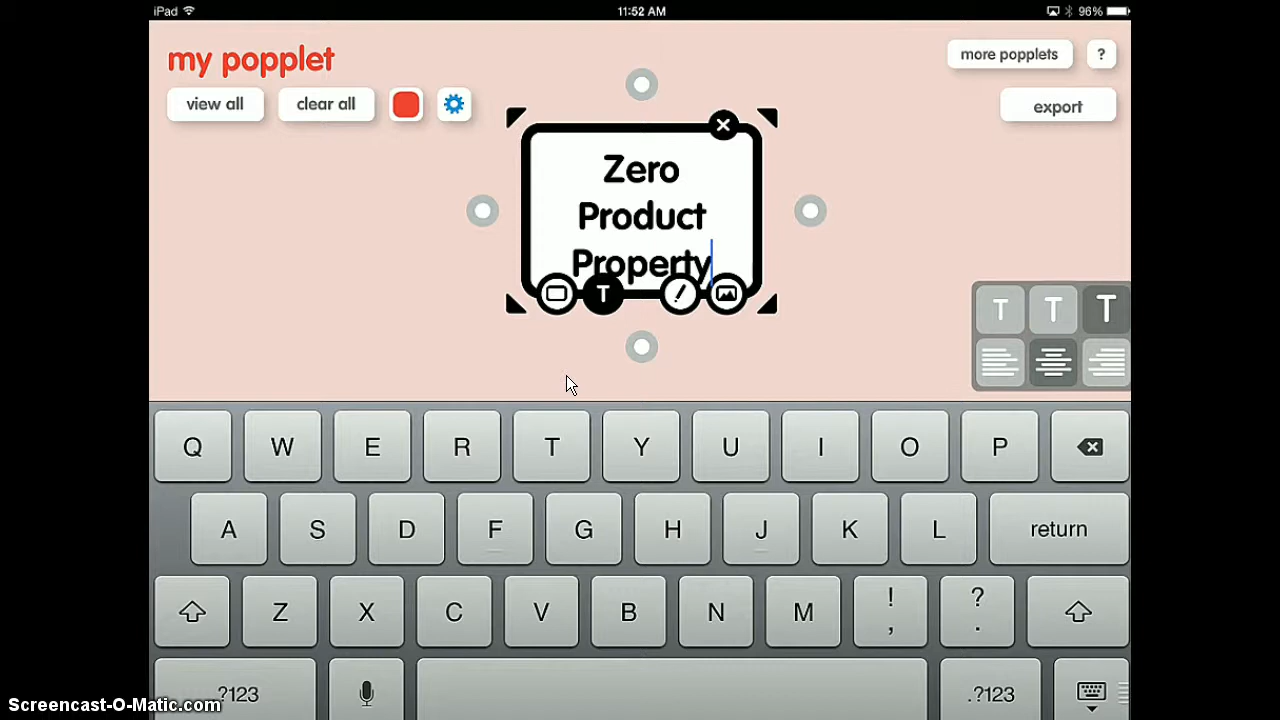 iPad
11:52 AM
96%
my popplet
more popplets
?
view all
clear all
export
Zero
Product
Property
T
T T T
Q W E R T Y U I O P
A S D F G H J K L return
Z X C V B N M ! , ? .
.?123
.?123
Screencast-O-Matic.com